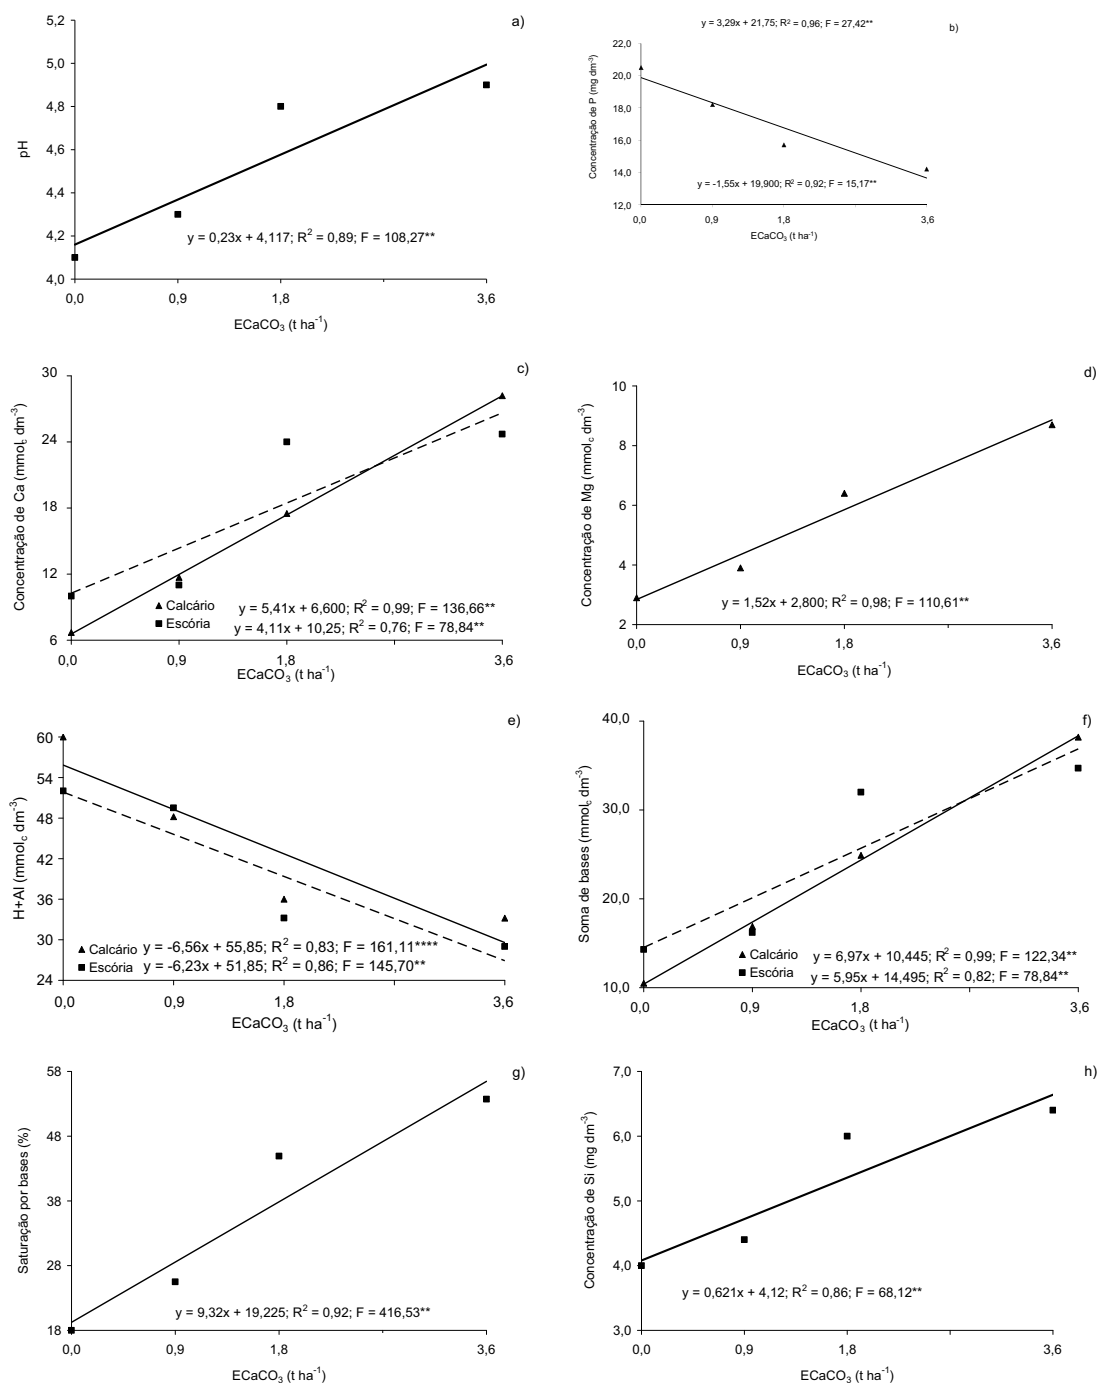 a)
4,0
4,2
4,4
4,6
4,8
5,0
5,2
0,0 0,9 1,8 3,6
ECaCO3 (t ha-1)
pH
y = 0,23x + 4,117; R2 = 0,89; F = 108,27**
y = 3,29x + 21,75; R2 = 0,96; F = 27,42**
b)
22,0
20,0
18,0
16,0
14,0
12,0
0,0 0,9 1,8 3,6
ECaCO3 (t ha-1)
Concentração de P (mg dm-3)
y = -1,55x + 19,900; R2 = 0,92; F = 15,17**
c)
30
24
18
12
6
0,0 0,9 1,8 3,6
ECaCO3 (t ha-1)
Concentração de Ca (mmolc dm-3)
Calcário y = 5,41x + 6,600; R2 = 0,99; F = 136,66**
Escória y = 4,11x + 10,25; R2 = 0,76; F = 78,84**
d)
10
8
6
4
2
0,0 0,9 1,8 3,6
ECaCO3 (t ha-1)
Concentração de Mg (mmolc dm-3)
y = 1,52x + 2,800; R2 = 0,98; F = 110,61**
e)
60
54
48
42
36
30
24
0,0 0,9 1,8 3,6
ECaCO3 (t ha-1)
H+Al (mmolc dm-3)
Calcário y = -6,56x + 55,85; R2 = 0,83; F = 161,11****
Escória y = -6,23x + 51,85; R2 = 0,86; F = 145,70**
f)
40,0
30,0
20,0
10,0
0,0 0,9 1,8 3,6
ECaCO3 (t ha-1)
Soma de bases (mmolc dm-3)
Calcário y = 6,97x + 10,445; R2 = 0,99; F = 122,34**
Escória y = 5,95x + 14,495; R2 = 0,82; F = 78,84**
g)
58
48
38
28
18
0,0 0,9 1,8 3,6
ECaCO3 (t ha-1)
Saturação por bases (%)
y = 9,32x + 19,225; R2 = 0,92; F = 416,53**
h)
7,0
6,0
5,0
4,0
3,0
0,0 0,9 1,8 3,6
ECaCO3 (t ha-1)
Concentração de Si (mg dm-3)
y = 0,621x + 4,12; R2 = 0,86; F = 68,12**